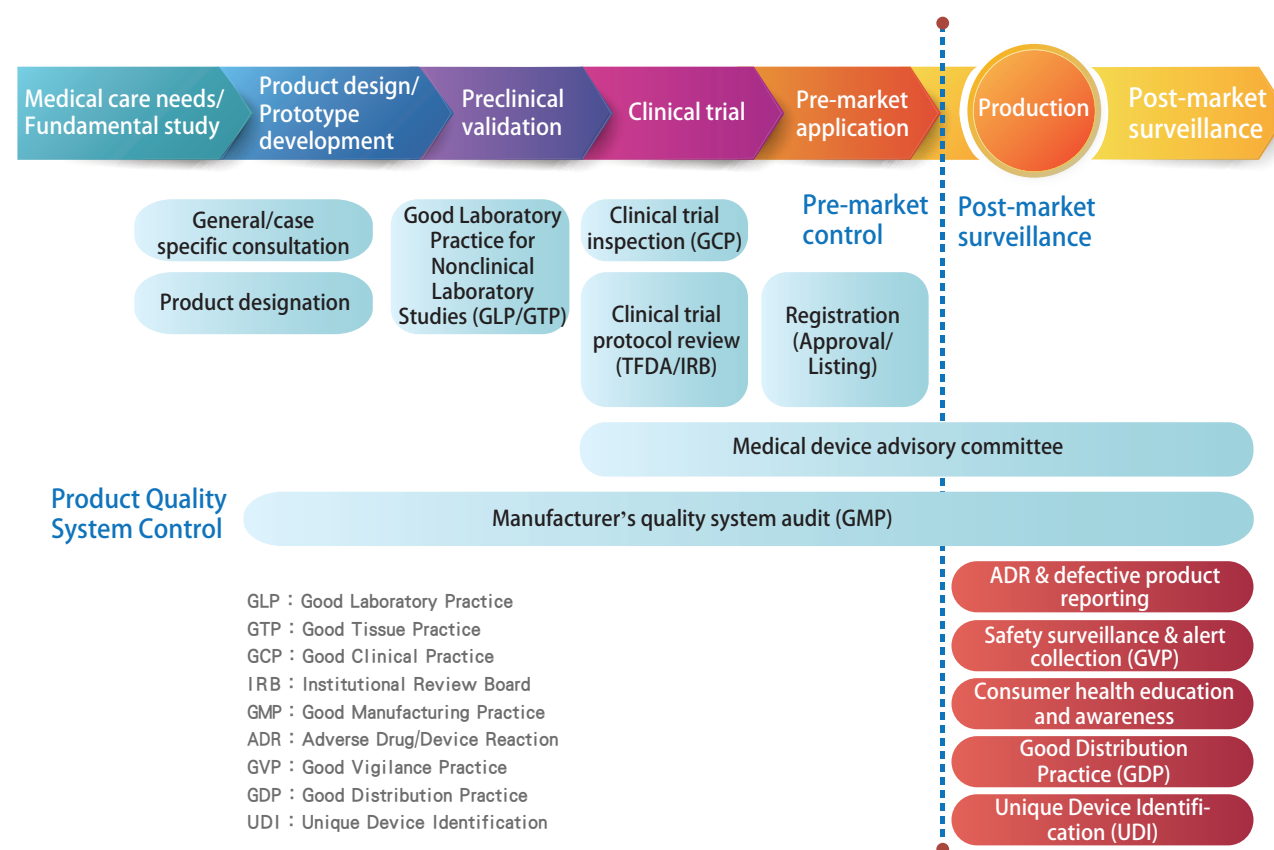 Medical care needs/
Fundamental study
Product design/
Prototype
development
Preclinical
validation
Clinical trial
Pre-market
application
Production
Post-market
surveillance
General/case
specific consultation
Product designation
Good Laboratory
Practice for
Nonclinical
Laboratory
Studies (GLP/GTP)
Clinical trial
inspection (GCP)
Clinical trial
protocol review
(TFDA/IRB)
Pre-market
control
Post-market
surveillance
Registration
(Approval/
Listing)
Medical device advisory committee
Product Quality
System Control
Manufacturer's quality system audit (GMP)
GLP : Good Laboratory Practice
GTP : Good Tissue Practice
GCP : Good Clinical Practice
IRB : Institutional Review Board
GMP : Good Manufacturing Practice
ADR : Adverse Drug/Device Reaction
GVP : Good Vigilance Practice
GDP : Good Distribution Practice
UDI : Unique Device Identification
ADR & defective product
reporting
Safety surveillance & alert
collection (GVP)
Consumer health education
and awareness
Good Distribution
Practice (GDP)
Unique Device Identifi-
cation (UDI)